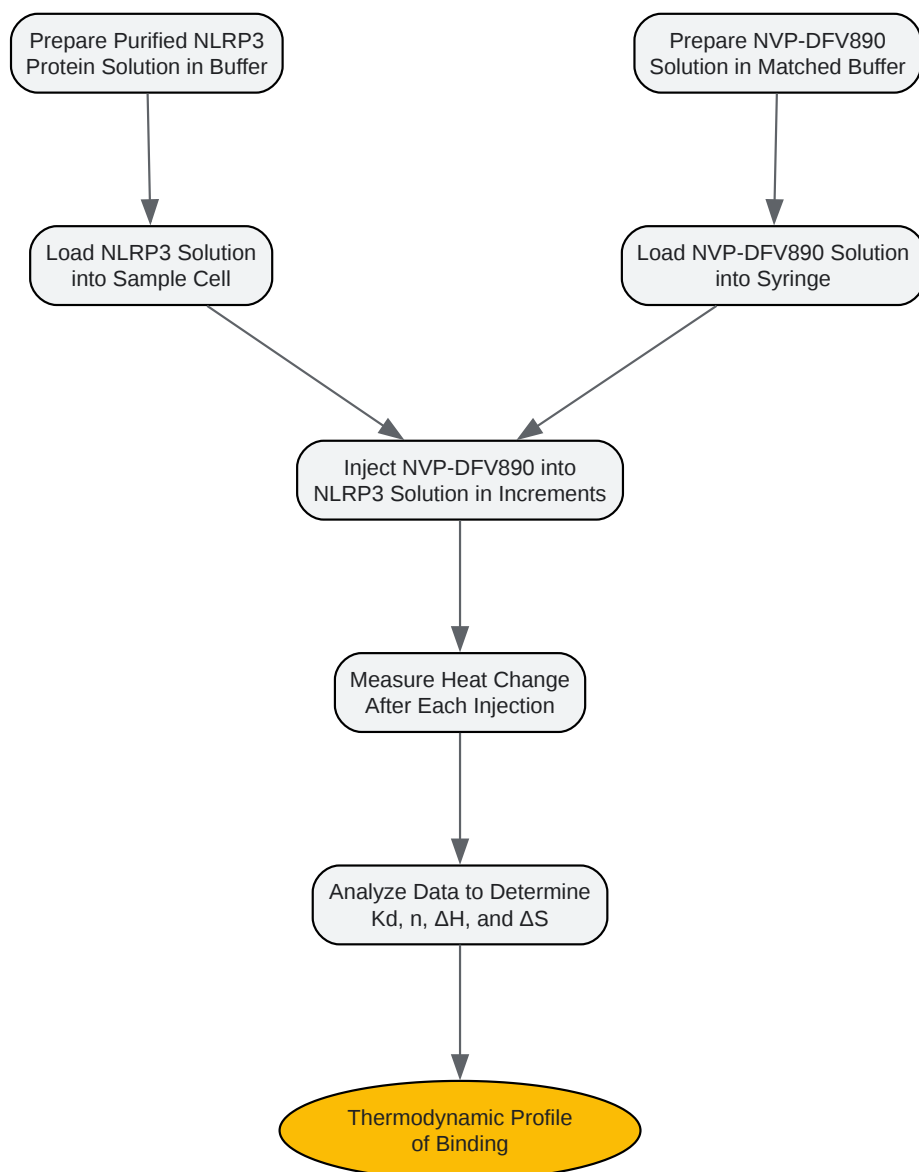 Prepare Purified NLRP3
Protein Solution in Buffer
Prepare NVP-DFV890
Solution in Matched Buffer
Load NLRP3 Solution
into Sample Cell
Load NVP-DFV890 Solution
into Syringe
Inject NVP-DFV890 into
NLRP3 Solution in Increments
Measure Heat Change
After Each Injection
Analyze Data to Determine
Kd, n, ΔH, and ΔS
Thermodynamic Profile
of Binding